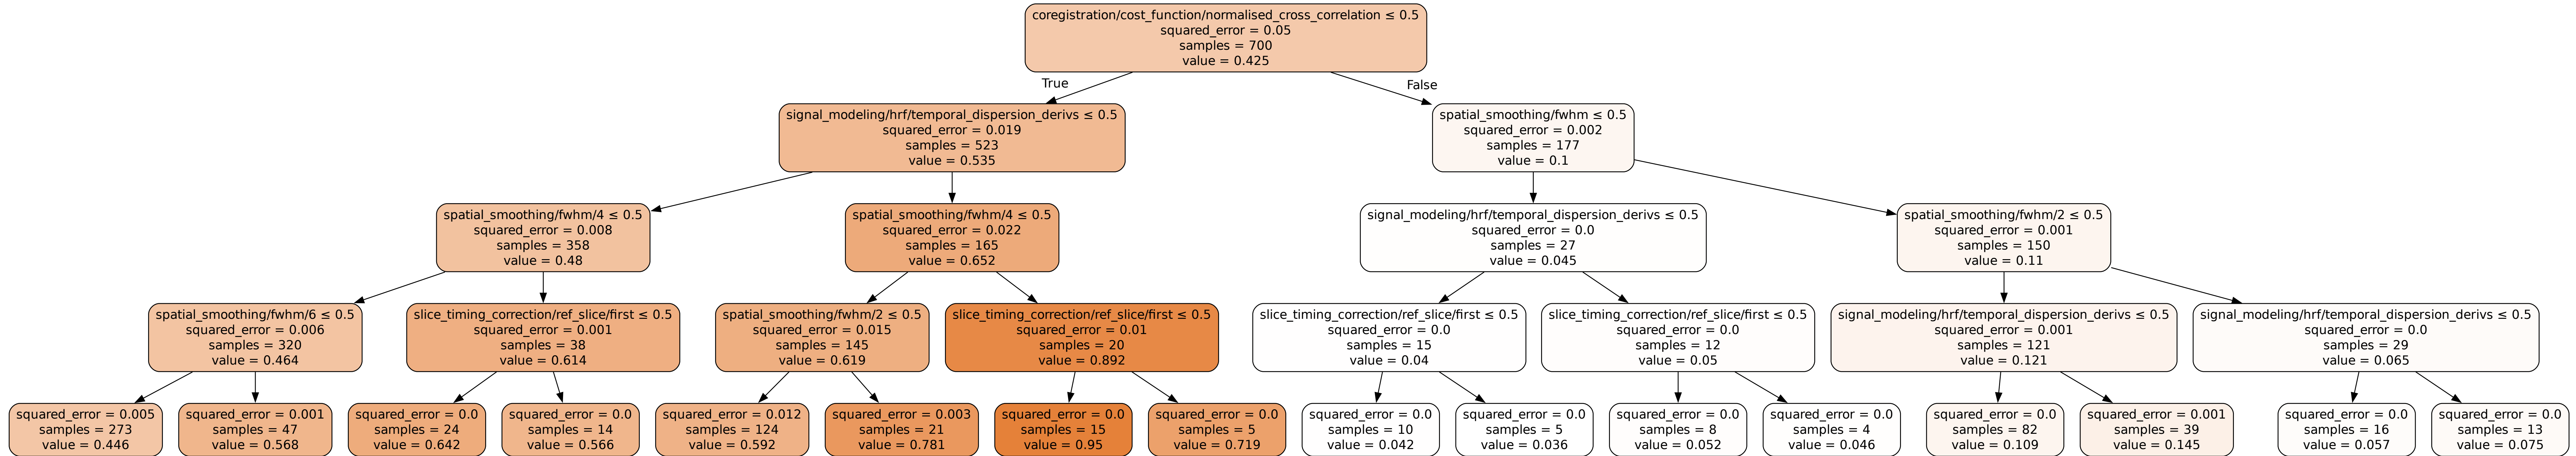 coregistration/cost_function/normalised_cross_correlation ≤ 0.5
squared_error = 0.05
samples = 700
value = 0.425
True
False
signal_modeling/hrf/temporal_dispersion_derivs ≤ 0.5
squared_error = 0.019
samples = 523
value = 0.535
spatial_smoothing/fwhm ≤ 0.5
squared_error = 0.002
samples = 177
value = 0.1
spatial_smoothing/fwhm/4 ≤ 0.5
squared_error = 0.008
samples = 358
value = 0.48
spatial_smoothing/fwhm/4 ≤ 0.5
squared_error = 0.022
samples = 165
value = 0.652
signal_modeling/hrf/temporal_dispersion_derivs ≤ 0.5
squared_error = 0.0
samples = 27
value = 0.045
spatial_smoothing/fwhm/2 ≤ 0.5
squared_error = 0.001
samples = 150
value = 0.11
spatial_smoothing/fwhm/6 ≤ 0.5
squared_error = 0.006
samples = 320
value = 0.464
slice_timing_correction/ref_slice/first ≤ 0.5
squared_error = 0.001
samples = 38
value = 0.614
spatial_smoothing/fwhm/2 ≤ 0.5
squared_error = 0.015
samples = 145
value = 0.619
slice_timing_correction/ref_slice/first ≤ 0.5
squared_error = 0.01
samples = 20
value = 0.892
slice_timing_correction/ref_slice/first ≤ 0.5
squared_error = 0.0
samples = 15
value = 0.04
slice_timing_correction/ref_slice/first ≤ 0.5
squared_error = 0.0
samples = 12
value = 0.05
signal_modeling/hrf/temporal_dispersion_derivs ≤ 0.5
squared_error = 0.001
samples = 121
value = 0.121
signal_modeling/hrf/temporal_dispersion_derivs ≤ 0.5
squared_error = 0.0
samples = 29
value = 0.065
squared_error = 0.005
samples = 273
value = 0.446
squared_error = 0.001
samples = 47
value = 0.568
squared_error = 0.0
samples = 24
value = 0.642
squared_error = 0.0
samples = 14
value = 0.566
squared_error = 0.012
samples = 124
value = 0.592
squared_error = 0.003
samples = 21
value = 0.781
squared_error = 0.0
samples = 15
value = 0.95
squared_error = 0.0
samples = 5
value = 0.719
squared_error = 0.0
samples = 10
value = 0.042
squared_error = 0.0
samples = 5
value = 0.036
squared_error = 0.0
samples = 8
value = 0.052
squared_error = 0.0
samples = 4
value = 0.046
squared_error = 0.0
samples = 82
value = 0.109
squared_error = 0.001
samples = 39
value = 0.145
squared_error = 0.0
samples = 16
value = 0.057
squared_error = 0.0
samples = 13
value = 0.075